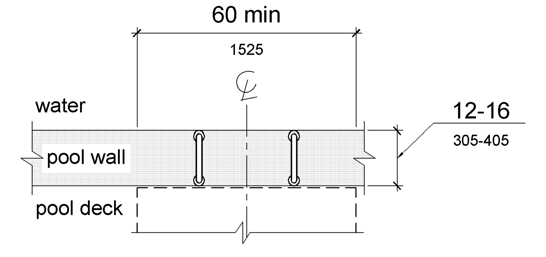 60 min
1525
℄
water
12-16
305-405
pool wall
pool deck